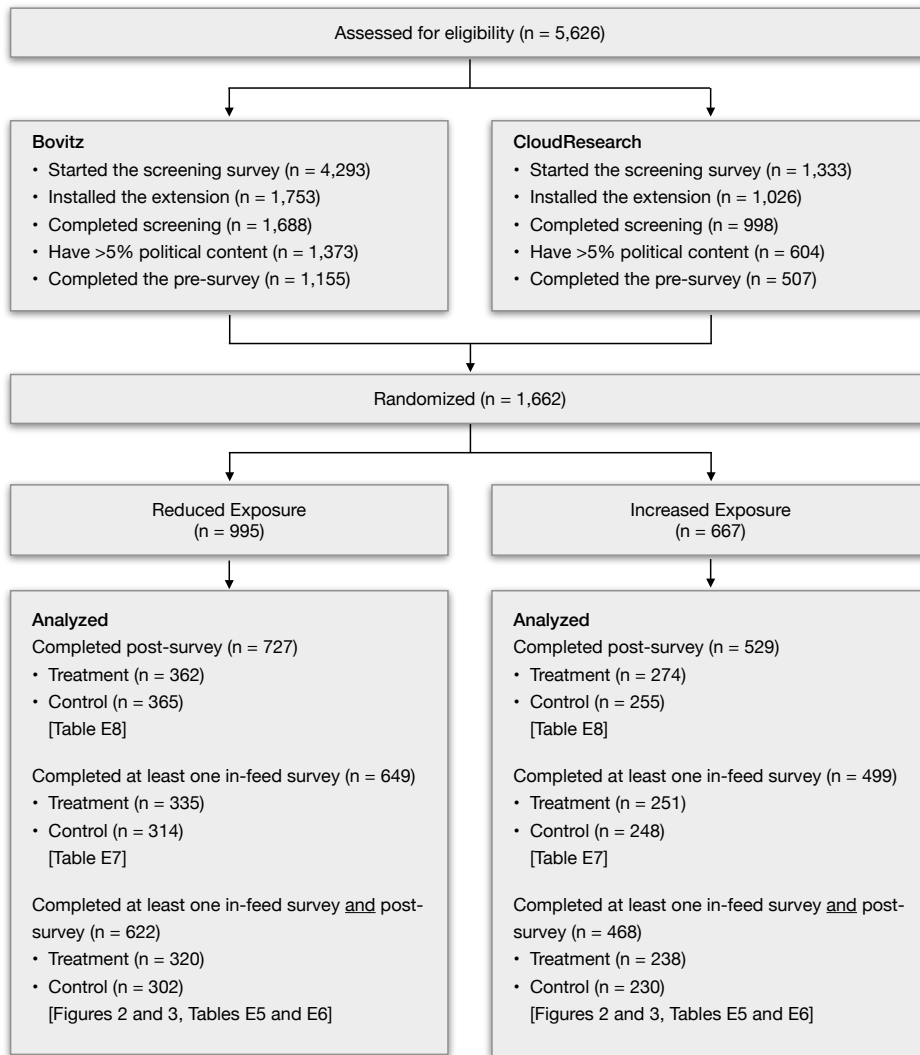 Assessed for eligibility (n = 5,626)
Bovitz
• Started the screening survey (n = 4,293)
• Installed the extension (n = 1,753)
• Completed screening (n = 1,688)
• Have >5% political content (n = 1,373)
• Completed the pre-survey (n = 1,155)
CloudResearch
• Started the screening survey (n = 1,333)
• Installed the extension (n = 1,026)
• Completed screening (n = 998)
• Have >5% political content (n = 604)
• Completed the pre-survey (n = 507)
Randomized (n = 1,662)
Reduced Exposure
(n = 995)
Increased Exposure
(n = 667)
Analyzed
Completed post-survey (n = 727)
• Treatment (n = 362)
• Control (n = 365)
[Table E8]
Completed at least one in-feed survey (n = 649)
• Treatment (n = 335)
• Control (n = 314)
[Table E7]
Completed at least one in-feed survey and post-
survey (n = 622)
• Treatment (n = 320)
• Control (n = 302)
[Figures 2 and 3, Tables E5 and E6]
Analyzed
Completed post-survey (n = 529)
• Treatment (n = 274)
• Control (n = 255)
[Table E8]
Completed at least one in-feed survey (n = 499)
• Treatment (n = 251)
• Control (n = 248)
[Table E7]
Completed at least one in-feed survey and post-
survey (n = 468)
• Treatment (n = 238)
• Control (n = 230)
[Figures 2 and 3, Tables E5 and E6]